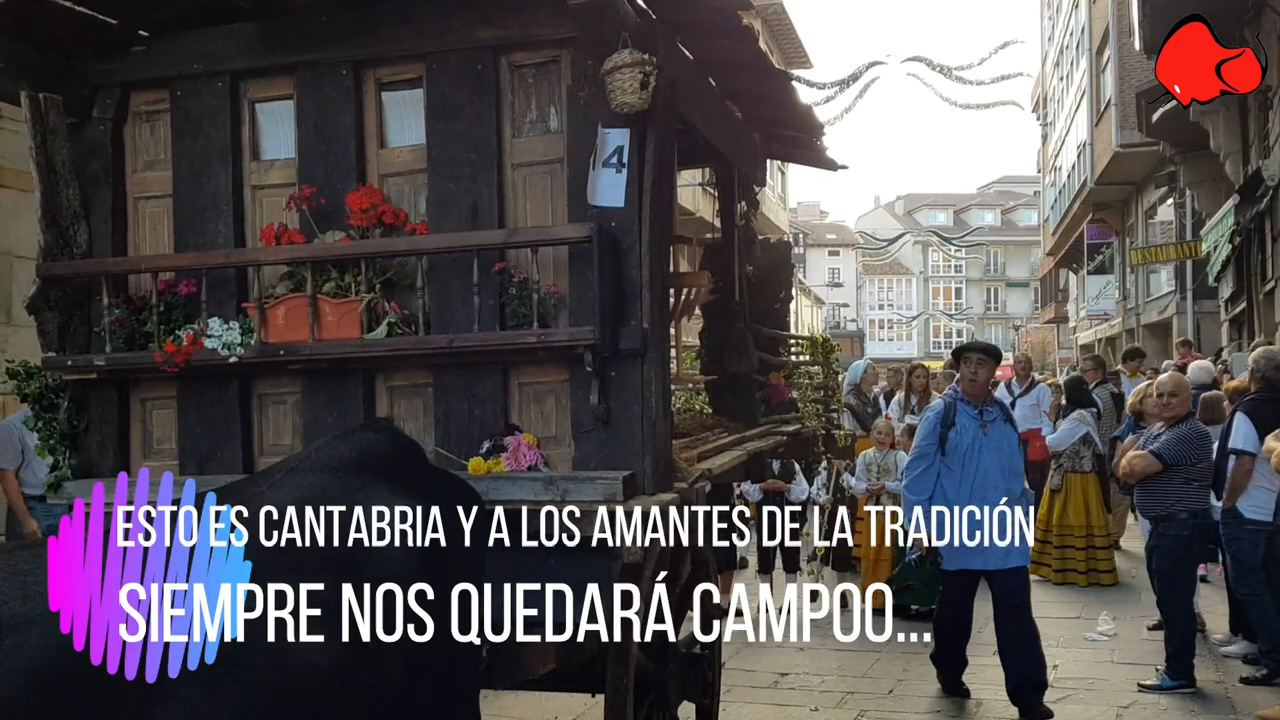 14
RESTAURANTE
ESTO ES CANTABRIA Y A LOS AMANTES DE LA TRADICIÓN
SIEMPRE NOS QUEDARÁ CAMPOO...